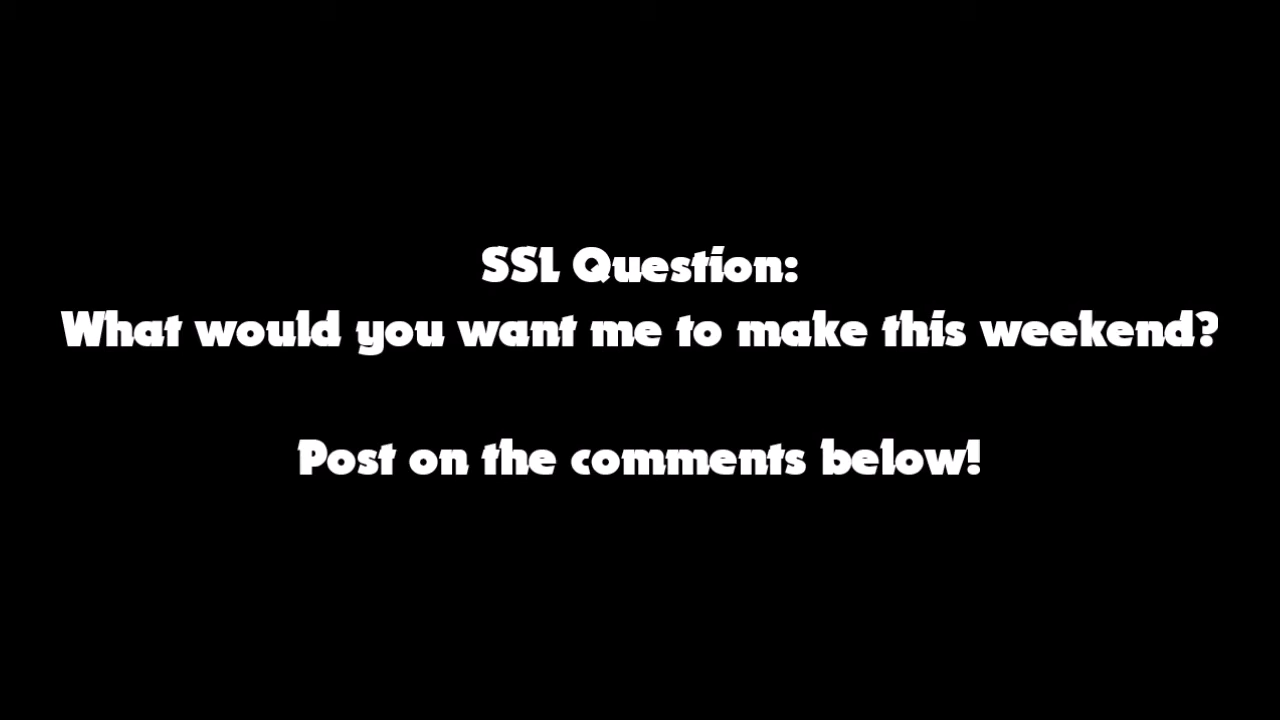 SSL Question:
What would you want me to make this weekend?
Post on the comments below!